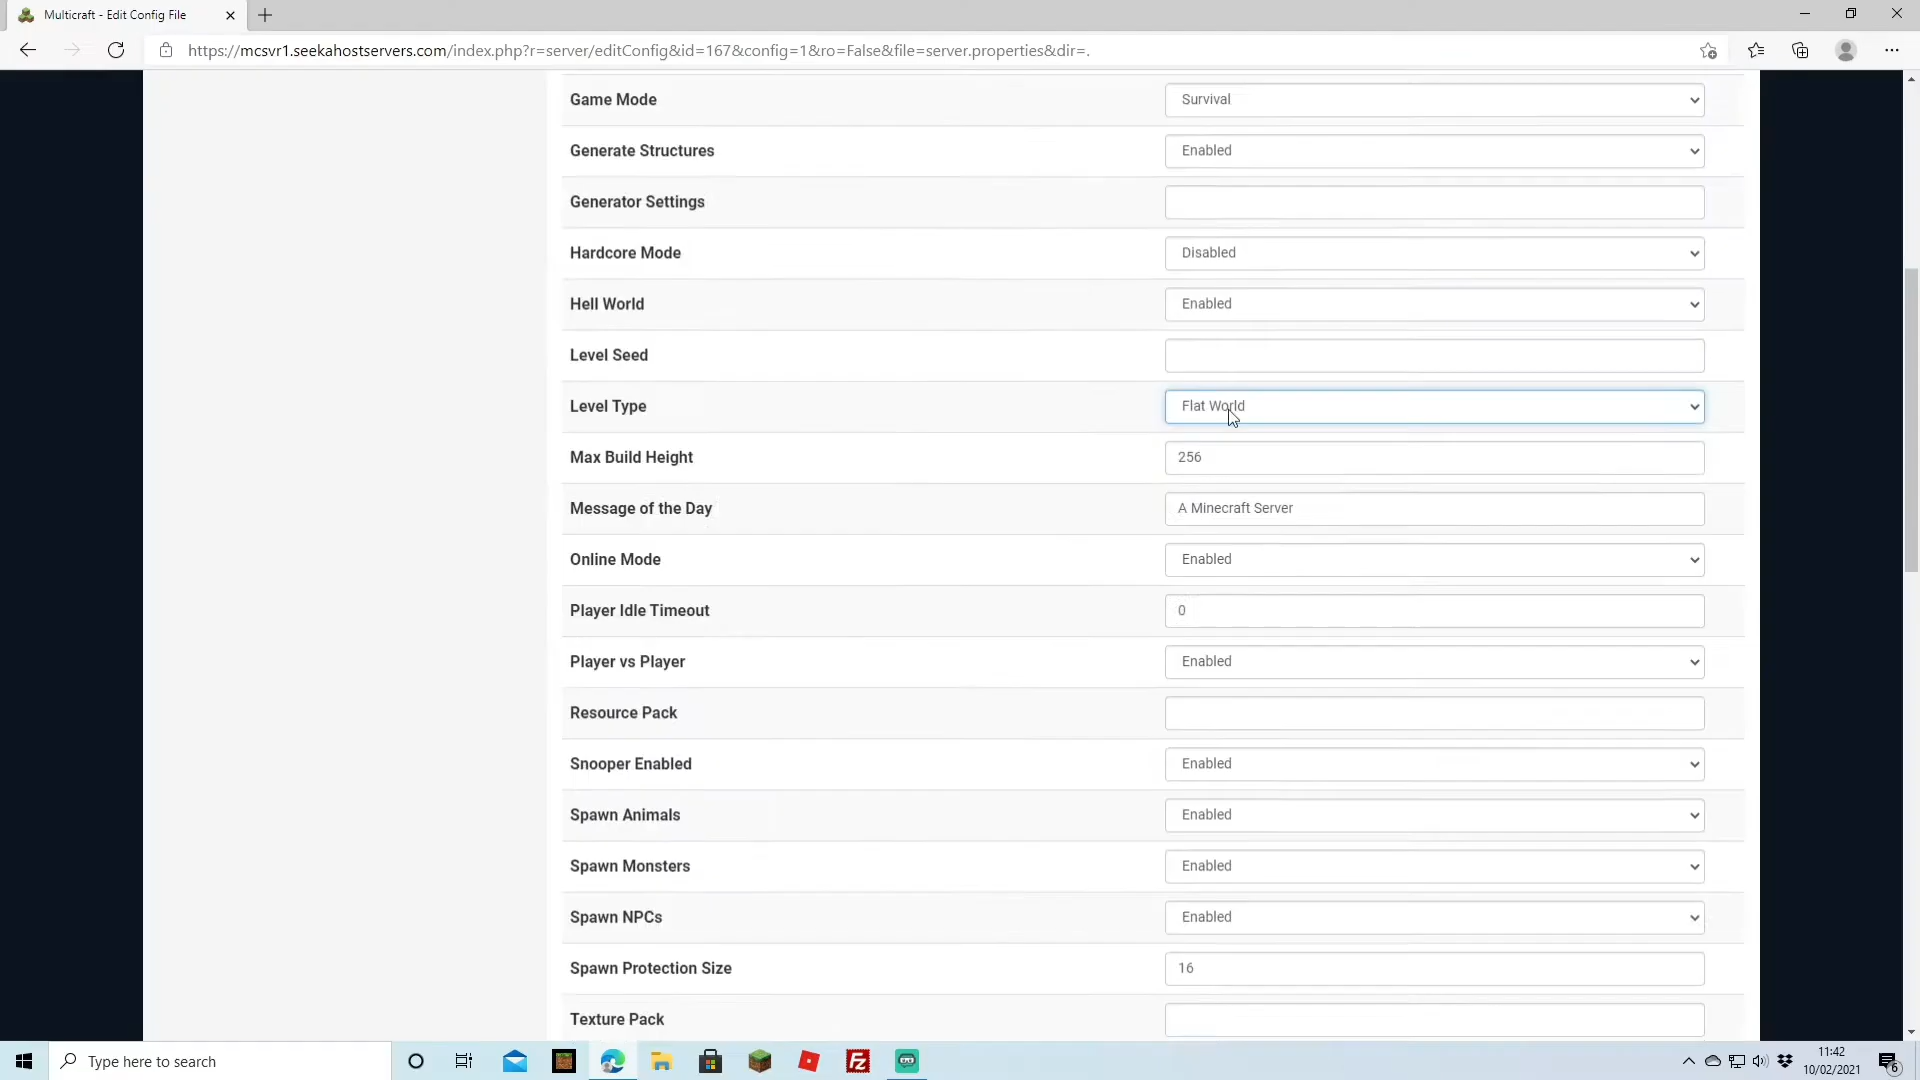 Multicraft - Edit Config File
https://mcsvr1.seekahostservers.com/index.php?r=server/editConfig&id=167&config=1&ro=False&file=server.properties&dir=.
Game Mode
Survival
Generate Structures
Enabled
Generator Settings
Hardcore Mode
Disabled
Hell World
Enabled
Level Seed
Level Type
Flat World
Max Build Height
256
Message of the Day
A Minecraft Server
Online Mode
Enabled
Player Idle Timeout
0
Player vs Player
Enabled
Resource Pack
Snooper Enabled
Enabled
Spawn Animals
Enabled
Spawn Monsters
Enabled
Spawn NPCs
Enabled
Spawn Protection Size
16
Texture Pack
Type here to search
Fz
11:42
10/02/2021
6